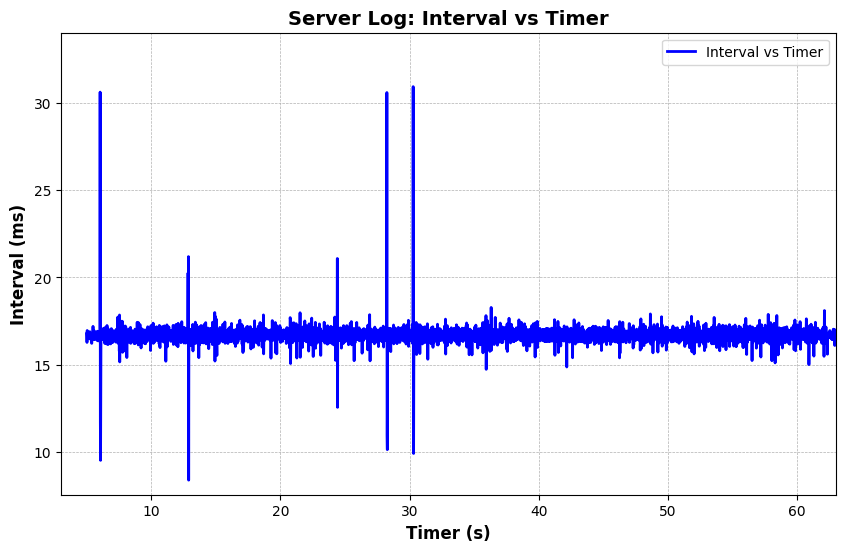 Server Log: Interval vs Timer
Interval vs Timer
Interval (ms)
30
25
20
15
10
10 20 30 40 50 60
Timer (s)